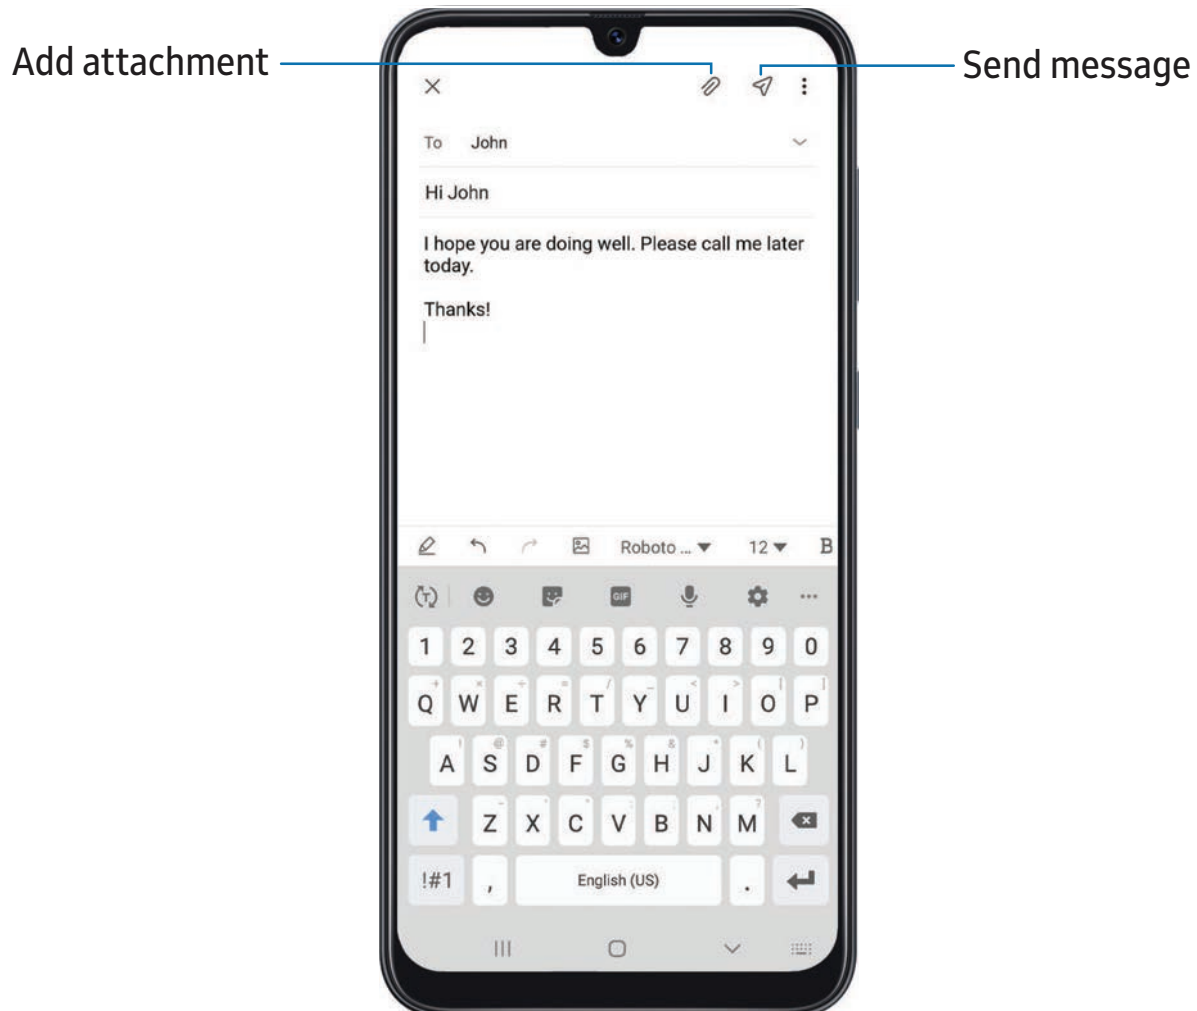 Add attachment
Send message
To John
Hi John
I hope you are doing well. Please call me later
today.
Thanks!
Roboto ... 12 B
T GIF
1 2 3 4 5 6 7 8 9 0
Q W E R T Y U I O P
A S D F G H J K L
Z X C V B N M
!#1 , English (US) .